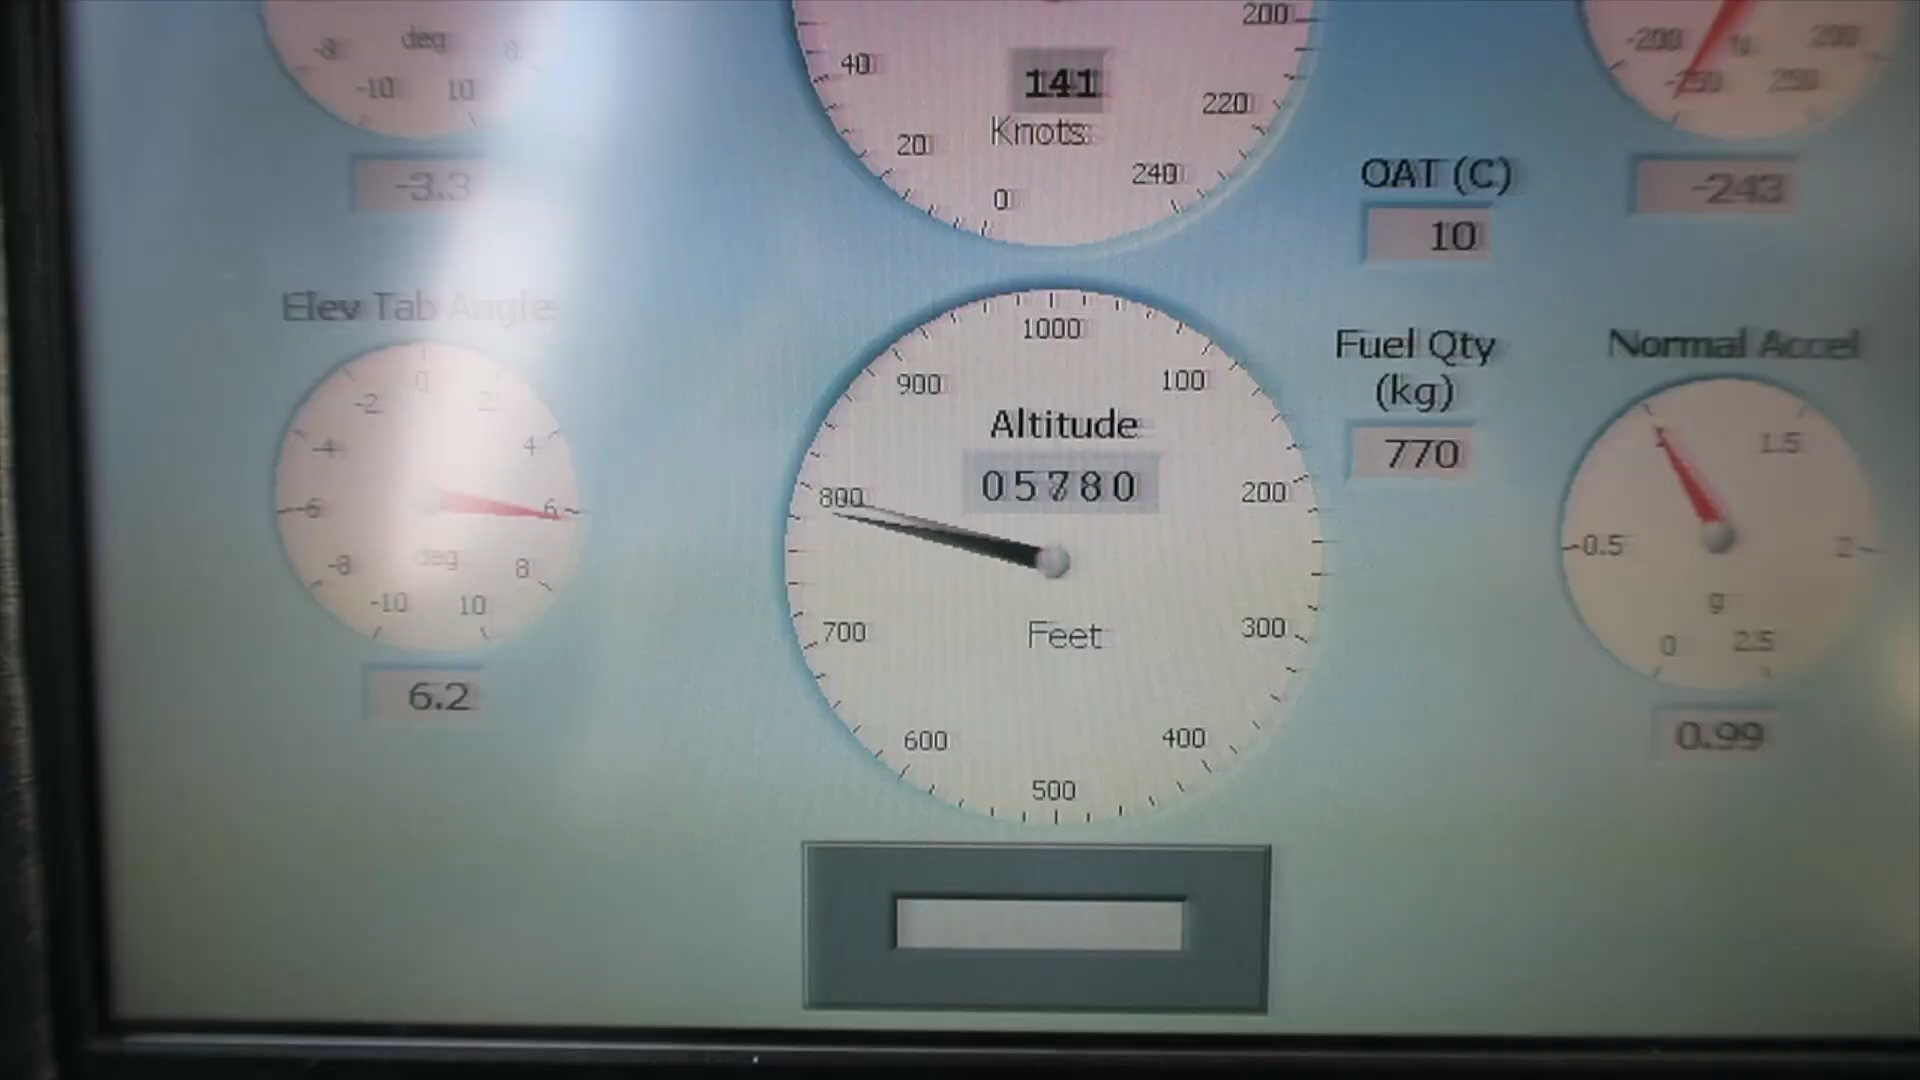 -8 deg 8
-10 10
-3.3
200
40
141
220
Knots
20
240
0
-200 N 200
-250 250
-243
OAT (C)
10
Elev Tab Angle
0
-2 2
-4 4
-6 6
-8 deg 8
-10 10
6.2
1000
900 100
Altitude
05780
800 200
700 Feet 300
600 400
500
Fuel Qty
(kg)
770
Normal Accel
1 1.5
0.5 2
g
0 2.5
0.99